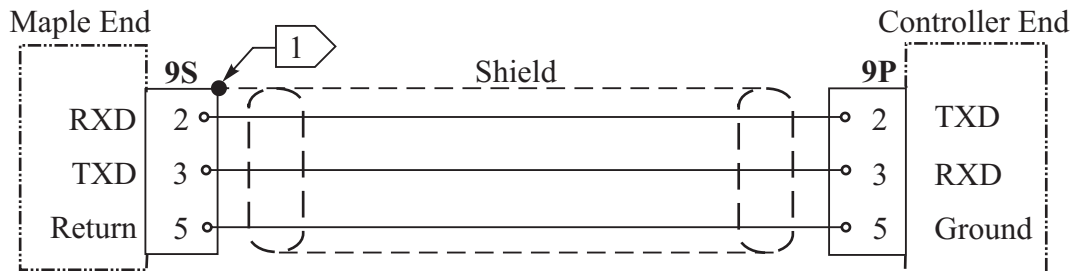 Maple End
Controller End
1
9S
Shield
9P
RXD 2 2 TXD
TXD 3 3 RXD
Return 5 5 Ground